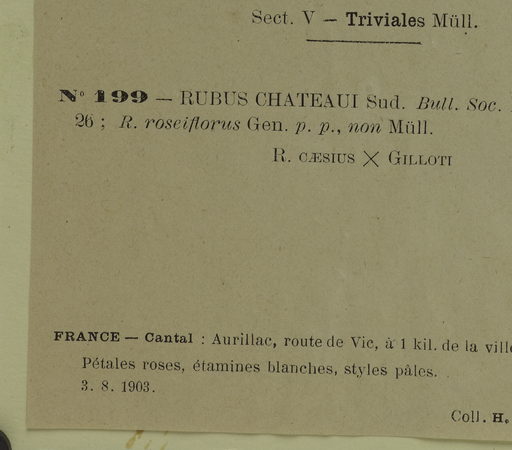 Sect. V — Triviales Müll.
N° 199 — RUBUS CHATEAUI Sud. Bull. Soc.
26 ; R. roseiflorus Gen. p. p., non Müll.
R. CÆSIUS × GILLOTI
FRANCE — Cantal : Aurillac, route de Vic, à 1 kil. de la ville
Pétales roses, étamines blanches, styles pâles.
3. 8. 1903.
Coll. H.